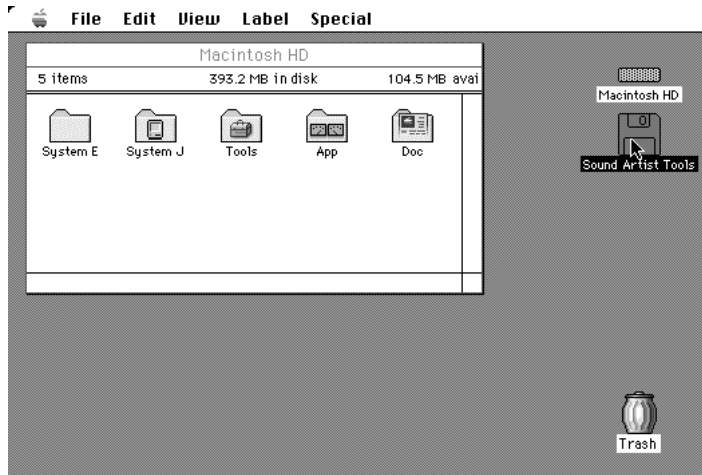 File Edit View Label Special
Macintosh HD
5 items 393.2 MB in disk 104.5 MB avai
System E System J Tools App Doc
Macintosh HD
Sound Artist Tools
Trash